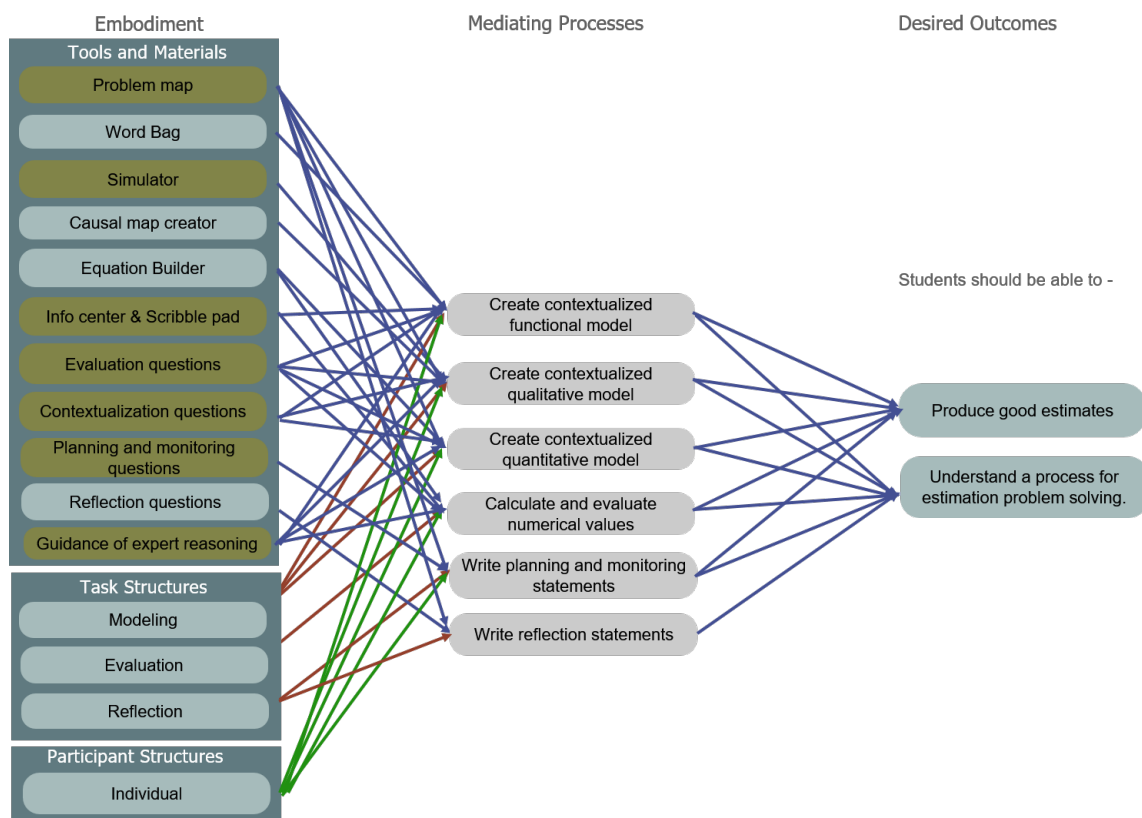 Embodiment
Mediating Processes
Desired Outcomes
Tools and Materials
Problem map
Word Bag
Simulator
Causal map creator
Equation Builder
Info center & Scribble pad
Evaluation questions
Contextualization questions
Planning and monitoring
questions
Reflection questions
Guidance of expert reasoning
Task Structures
Modeling
Evaluation
Reflection
Participant Structures
Individual
Create contextualized
functional model
Create contextualized
qualitative model
Create contextualized
quantitative model
Calculate and evaluate
numerical values
Write planning and monitoring
statements
Write reflection statements
Students should be able to -
Produce good estimates
Understand a process for
estimation problem solving.